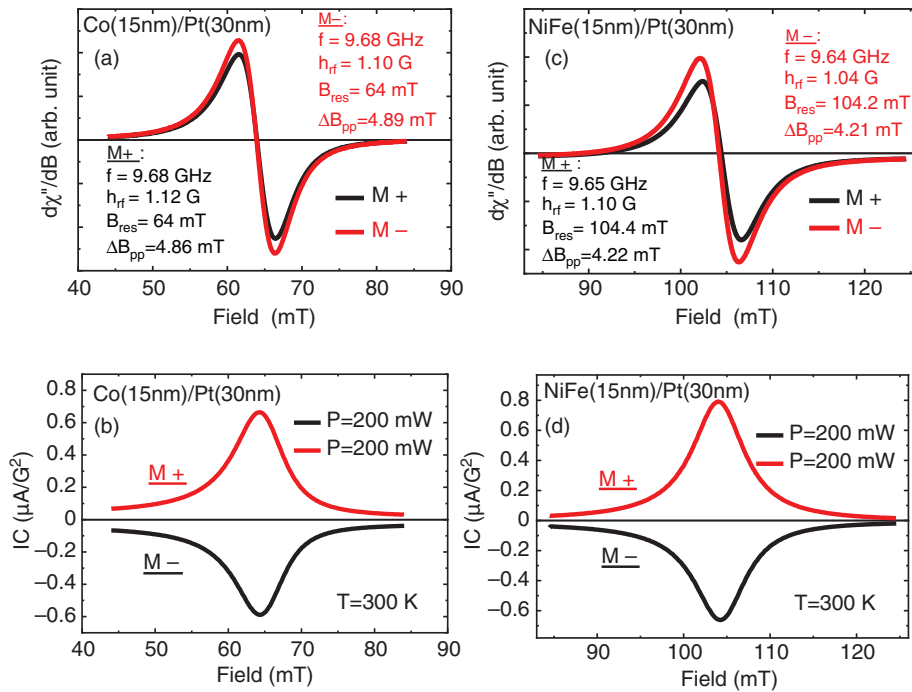 Co(15nm)/Pt(30nm)
(a)
M–:
f = 9.68 GHz
h_rf = 1.10 G
B_res = 64 mT
ΔB_pp=4.89 mT
M+ :
f = 9.68 GHz
h_rf = 1.12 G
B_res = 64 mT
ΔB_pp=4.86 mT
M +
M –
dχ"/dB (arb. unit)
40 50 60 70 80 90
Field (mT)
NiFe(15nm)/Pt(30nm)
(c)
M – :
f = 9.64 GHz
h_rf = 1.04 G
B_res = 104.2 mT
ΔB_pp=4.21 mT
M + :
f = 9.65 GHz
h_rf = 1.10 G
B_res = 104.4 mT
ΔB_pp=4.22 mT
M +
M –
dχ"/dB (arb. unit)
90 100 110 120
Field (mT)
Co(15nm)/Pt(30nm)
(b)
P=200 mW
P=200 mW
M +
M –
T=300 K
IC (μA/G²)
0.8
0.6
0.4
0.2
0
–0.2
–0.4
–0.6
40 50 60 70 80 90
Field (mT)
NiFe(15nm)/Pt(30nm)
(d)
P=200 mW
P=200 mW
M +
M –
T=300 K
IC (μA/G²)
0.8
0.6
0.4
0.2
0
–0.2
–0.4
–0.6
90 100 110 120
Field (mT)